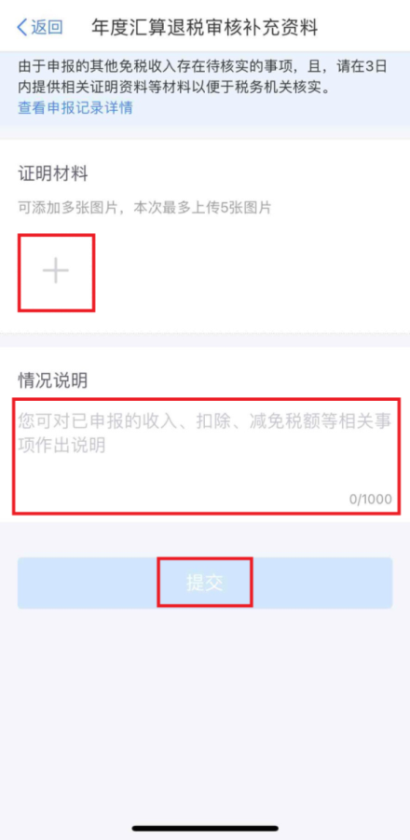 返回
年度汇算退税审核补充资料
由于申报的其他免税收入存在待核实的事项，且，请在3日
内提供相关证明资料等材料以便于税务机关核实。
查看申报记录详情
证明材料
可添加多张图片，本次最多上传5张图片
情况说明
您可对已申报的收入、扣除、减免税额等相关事
项作出说明
0/1000
提交